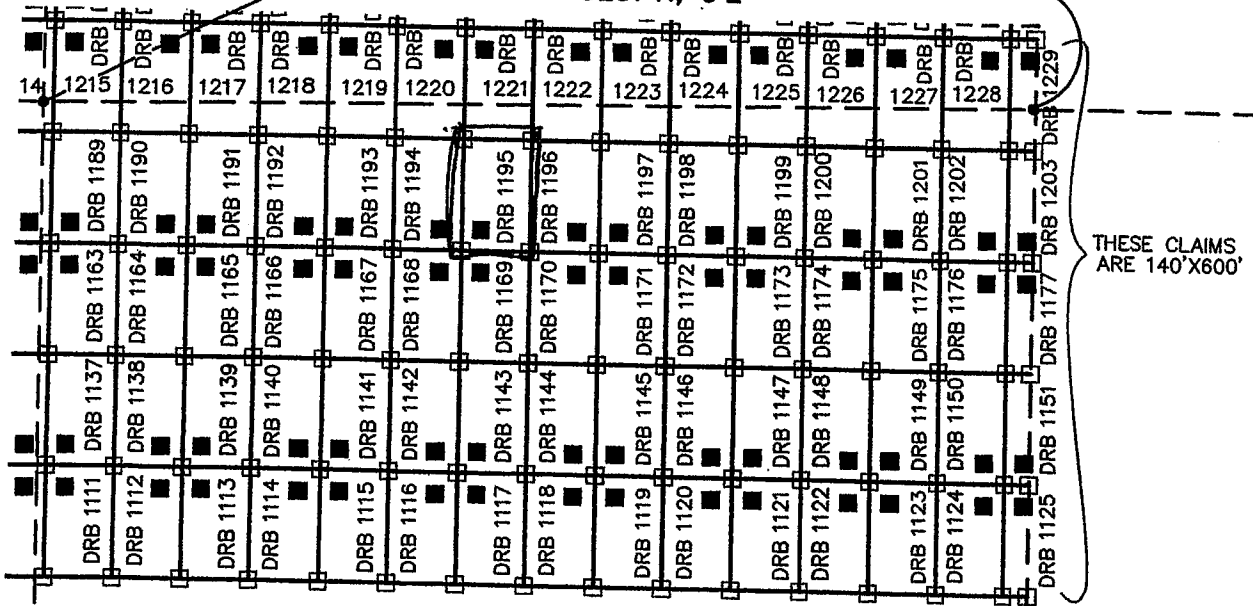 DRB DRB DRB DRB DRB DRB DRB DRB DRB DRB DRB DRB DRB DRB DRB 1229
14 1215 1216 1217 1218 1219 1220 1221 1222 1223 1224 1225 1226 1227 1228
DRB 1189 DRB 1190 DRB 1191 DRB 1192 DRB 1193 DRB 1194 DRB 1195 DRB 1196 DRB 1197 DRB 1198 DRB 1199 DRB 1200 DRB 1201 DRB 1202 DRB 1203
THESE CLAIMS
ARE 140'X600'
DRB 1163 DRB 1164 DRB 1165 DRB 1166 DRB 1167 DRB 1168 DRB 1169 DRB 1170 DRB 1171 DRB 1172 DRB 1173 DRB 1174 DRB 1175 DRB 1176 DRB 1177
DRB 1137 DRB 1138 DRB 1139 DRB 1140 DRB 1141 DRB 1142 DRB 1143 DRB 1144 DRB 1145 DRB 1146 DRB 1147 DRB 1148 DRB 1149 DRB 1150 DRB 1151
DRB 1111 DRB 1112 DRB 1113 DRB 1114 DRB 1115 DRB 1116 DRB 1117 DRB 1118 DRB 1119 DRB 1120 DRB 1121 DRB 1122 DRB 1123 DRB 1124 DRB 1125